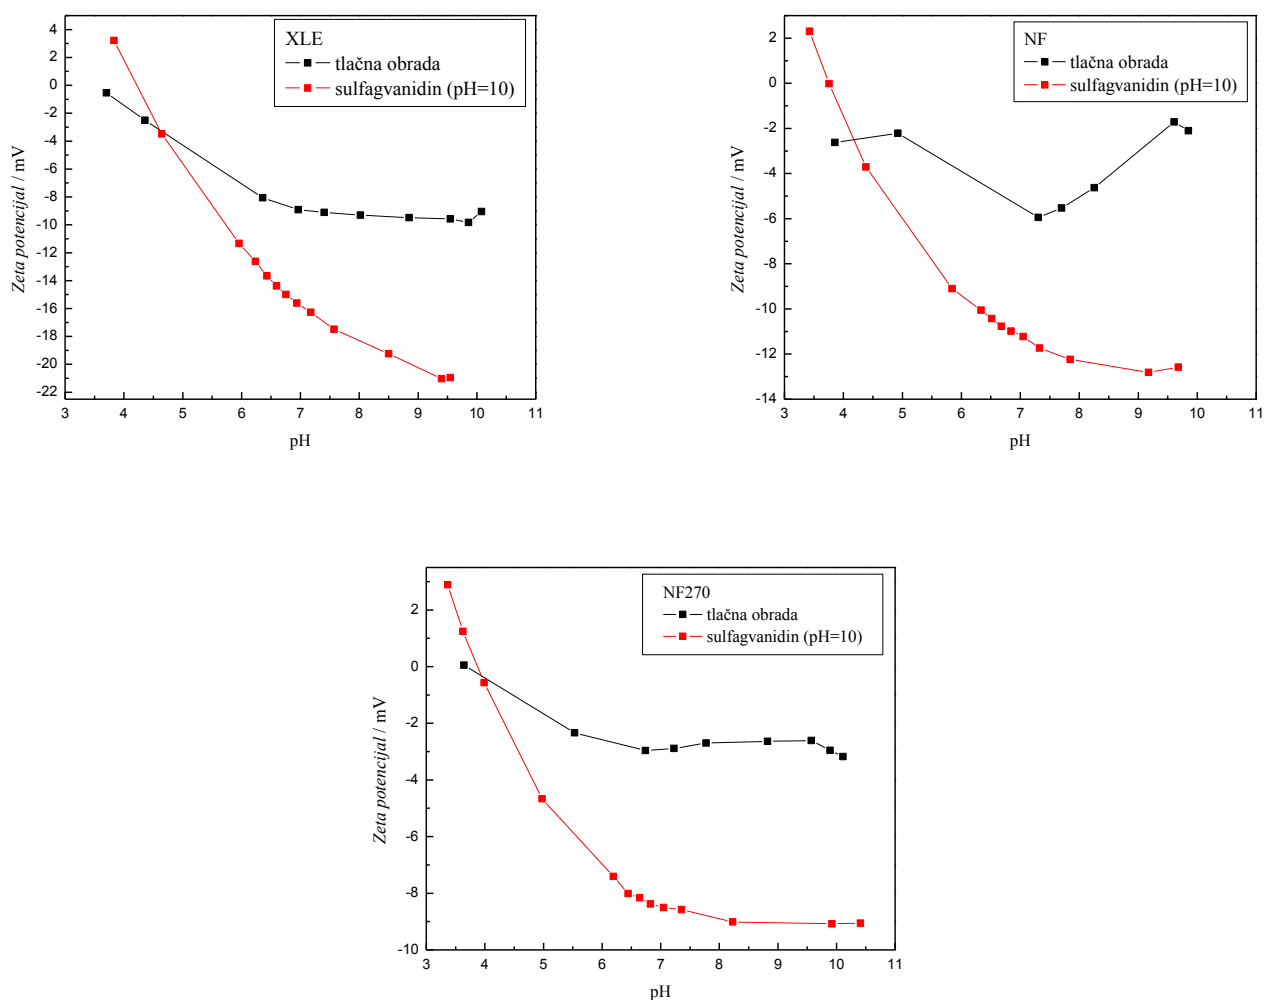 XLE
tlačna obrada
sulfagvanidin (pH=10)
4
2
0
-2
-4
-6
-8
-10
-12
-14
-16
-18
-20
-22
Zeta potencijal / mV
3 4 5 6 7 8 9 10 11
pH
NF
tlačna obrada
sulfagvanidin (pH=10)
2
0
-2
-4
-6
-8
-10
-12
-14
Zeta potencijal / mV
3 4 5 6 7 8 9 10 11
pH
NF270
tlačna obrada
sulfagvanidin (pH=10)
2
0
-2
-4
-6
-8
-10
Zeta potencijal / mV
3 4 5 6 7 8 9 10 11
pH